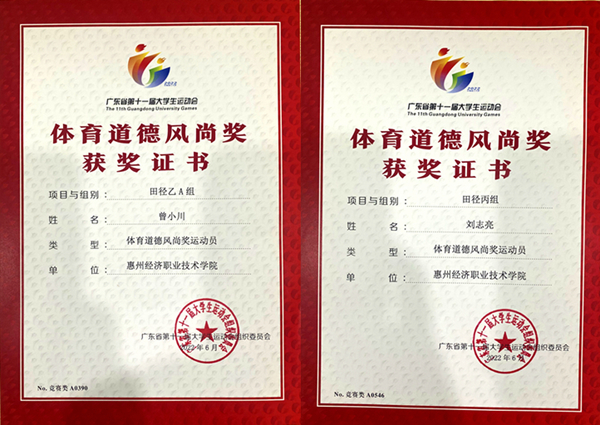 广东省第十一届大学生运动会
The 11th Guangdong University Games
体育道德风尚奖
获奖证书
项目与组别：田径乙A组
姓名：曾小川
类型：体育道德风尚奖运动员
单位：惠州经济职业技术学院
广东省第十一届大学生运动会组织委员会
2022年6月
No. 竞赛类 A0390
广东省第十一届大学生运动会
The 11th Guangdong University Games
体育道德风尚奖
获奖证书
项目与组别：田径丙组
姓名：刘志亮
类型：体育道德风尚奖运动员
单位：惠州经济职业技术学院
广东省第十一届大学生运动会组织委员会
2022年6月
No. 竞赛类 A0546